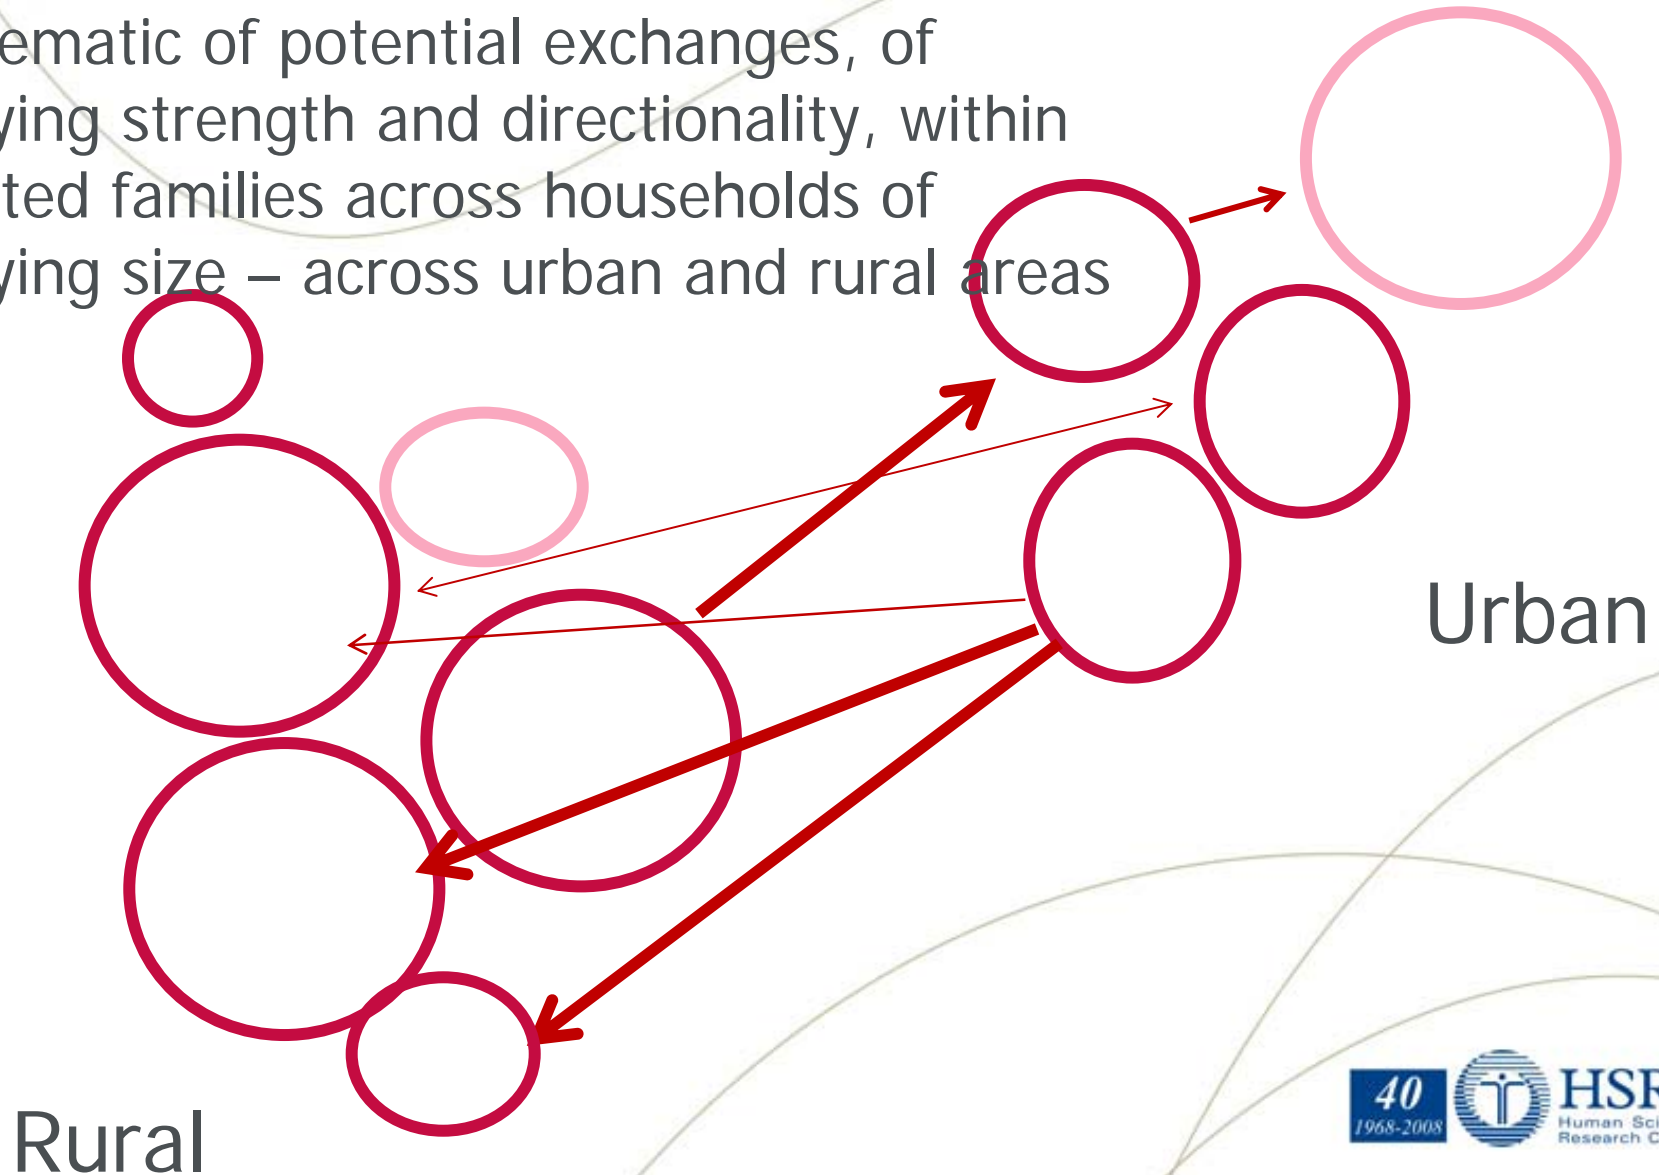 ematic of potential exchanges, of
ying strength and directionality, within
ted families across households of
ying size – across urban and rural areas
Urban
Rural
40
1968-2008
HSR
Human Sci
Research C